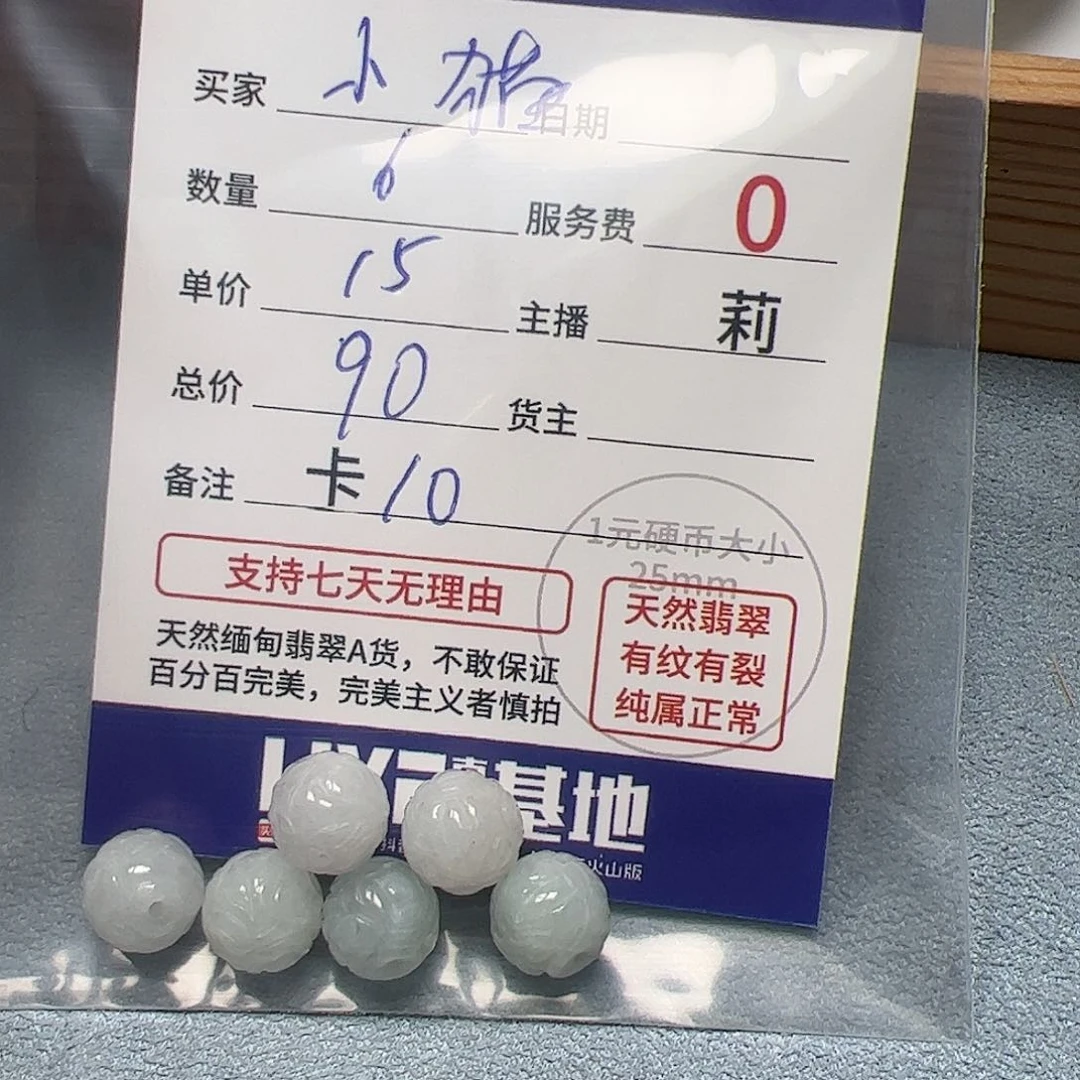 买家 小 日期
数量 6 服务费 0
单价 15 主播 莉
总价 90 货主
备注 卡10
1元硬币大小
25mm
支持七天无理由
天然缅甸翡翠A货，不敢保证
百分百完美，完美主义者慎拍
天然翡翠
有纹有裂
纯属正常
基地
火山版